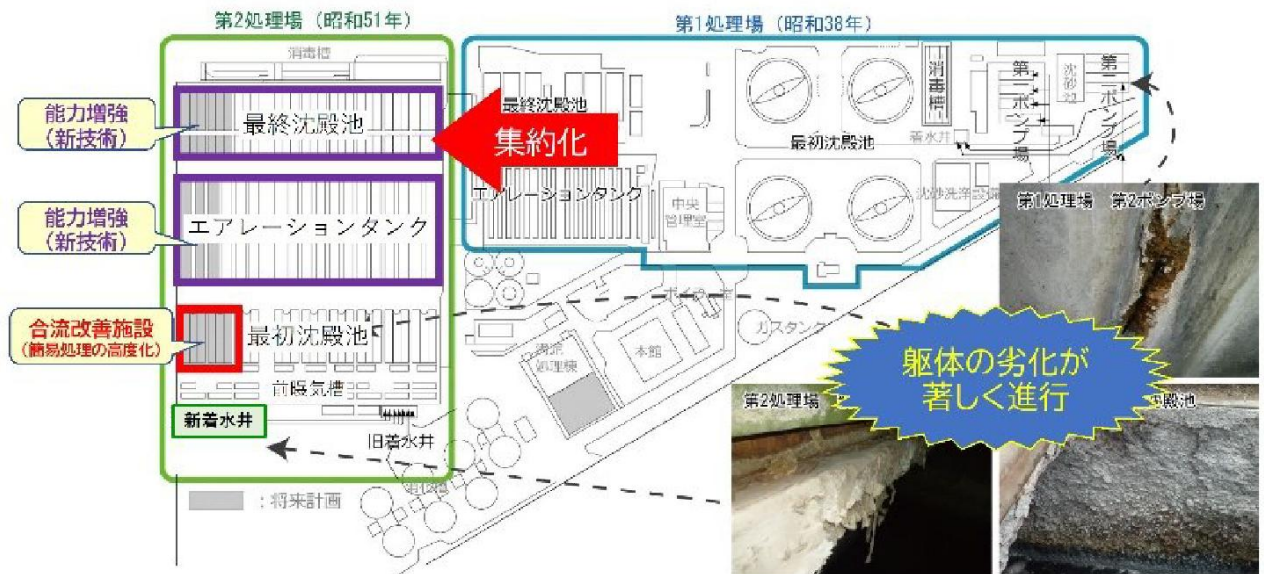 第2処理場（昭和51年）
第1処理場（昭和38年）
消毒槽
能力増強
（新技術）
最終沈殿池
集約化
最終沈殿池
エアレーションタンク
中央
管理室
最初沈殿池
消毒槽
着水井
第一ポンプ場
沈砂池
第二ポンプ場
沈砂洗浄設備
能力増強
（新技術）
エアレーションタンク
合流改善施設
（簡易処理の高度化）
最初沈殿池
前曝気槽
新着水井
旧着水井
本館
ガスタンク
：将来計画
第1処理場　第2ポンプ場
躯体の劣化が
著しく進行
第2処理場
殿池